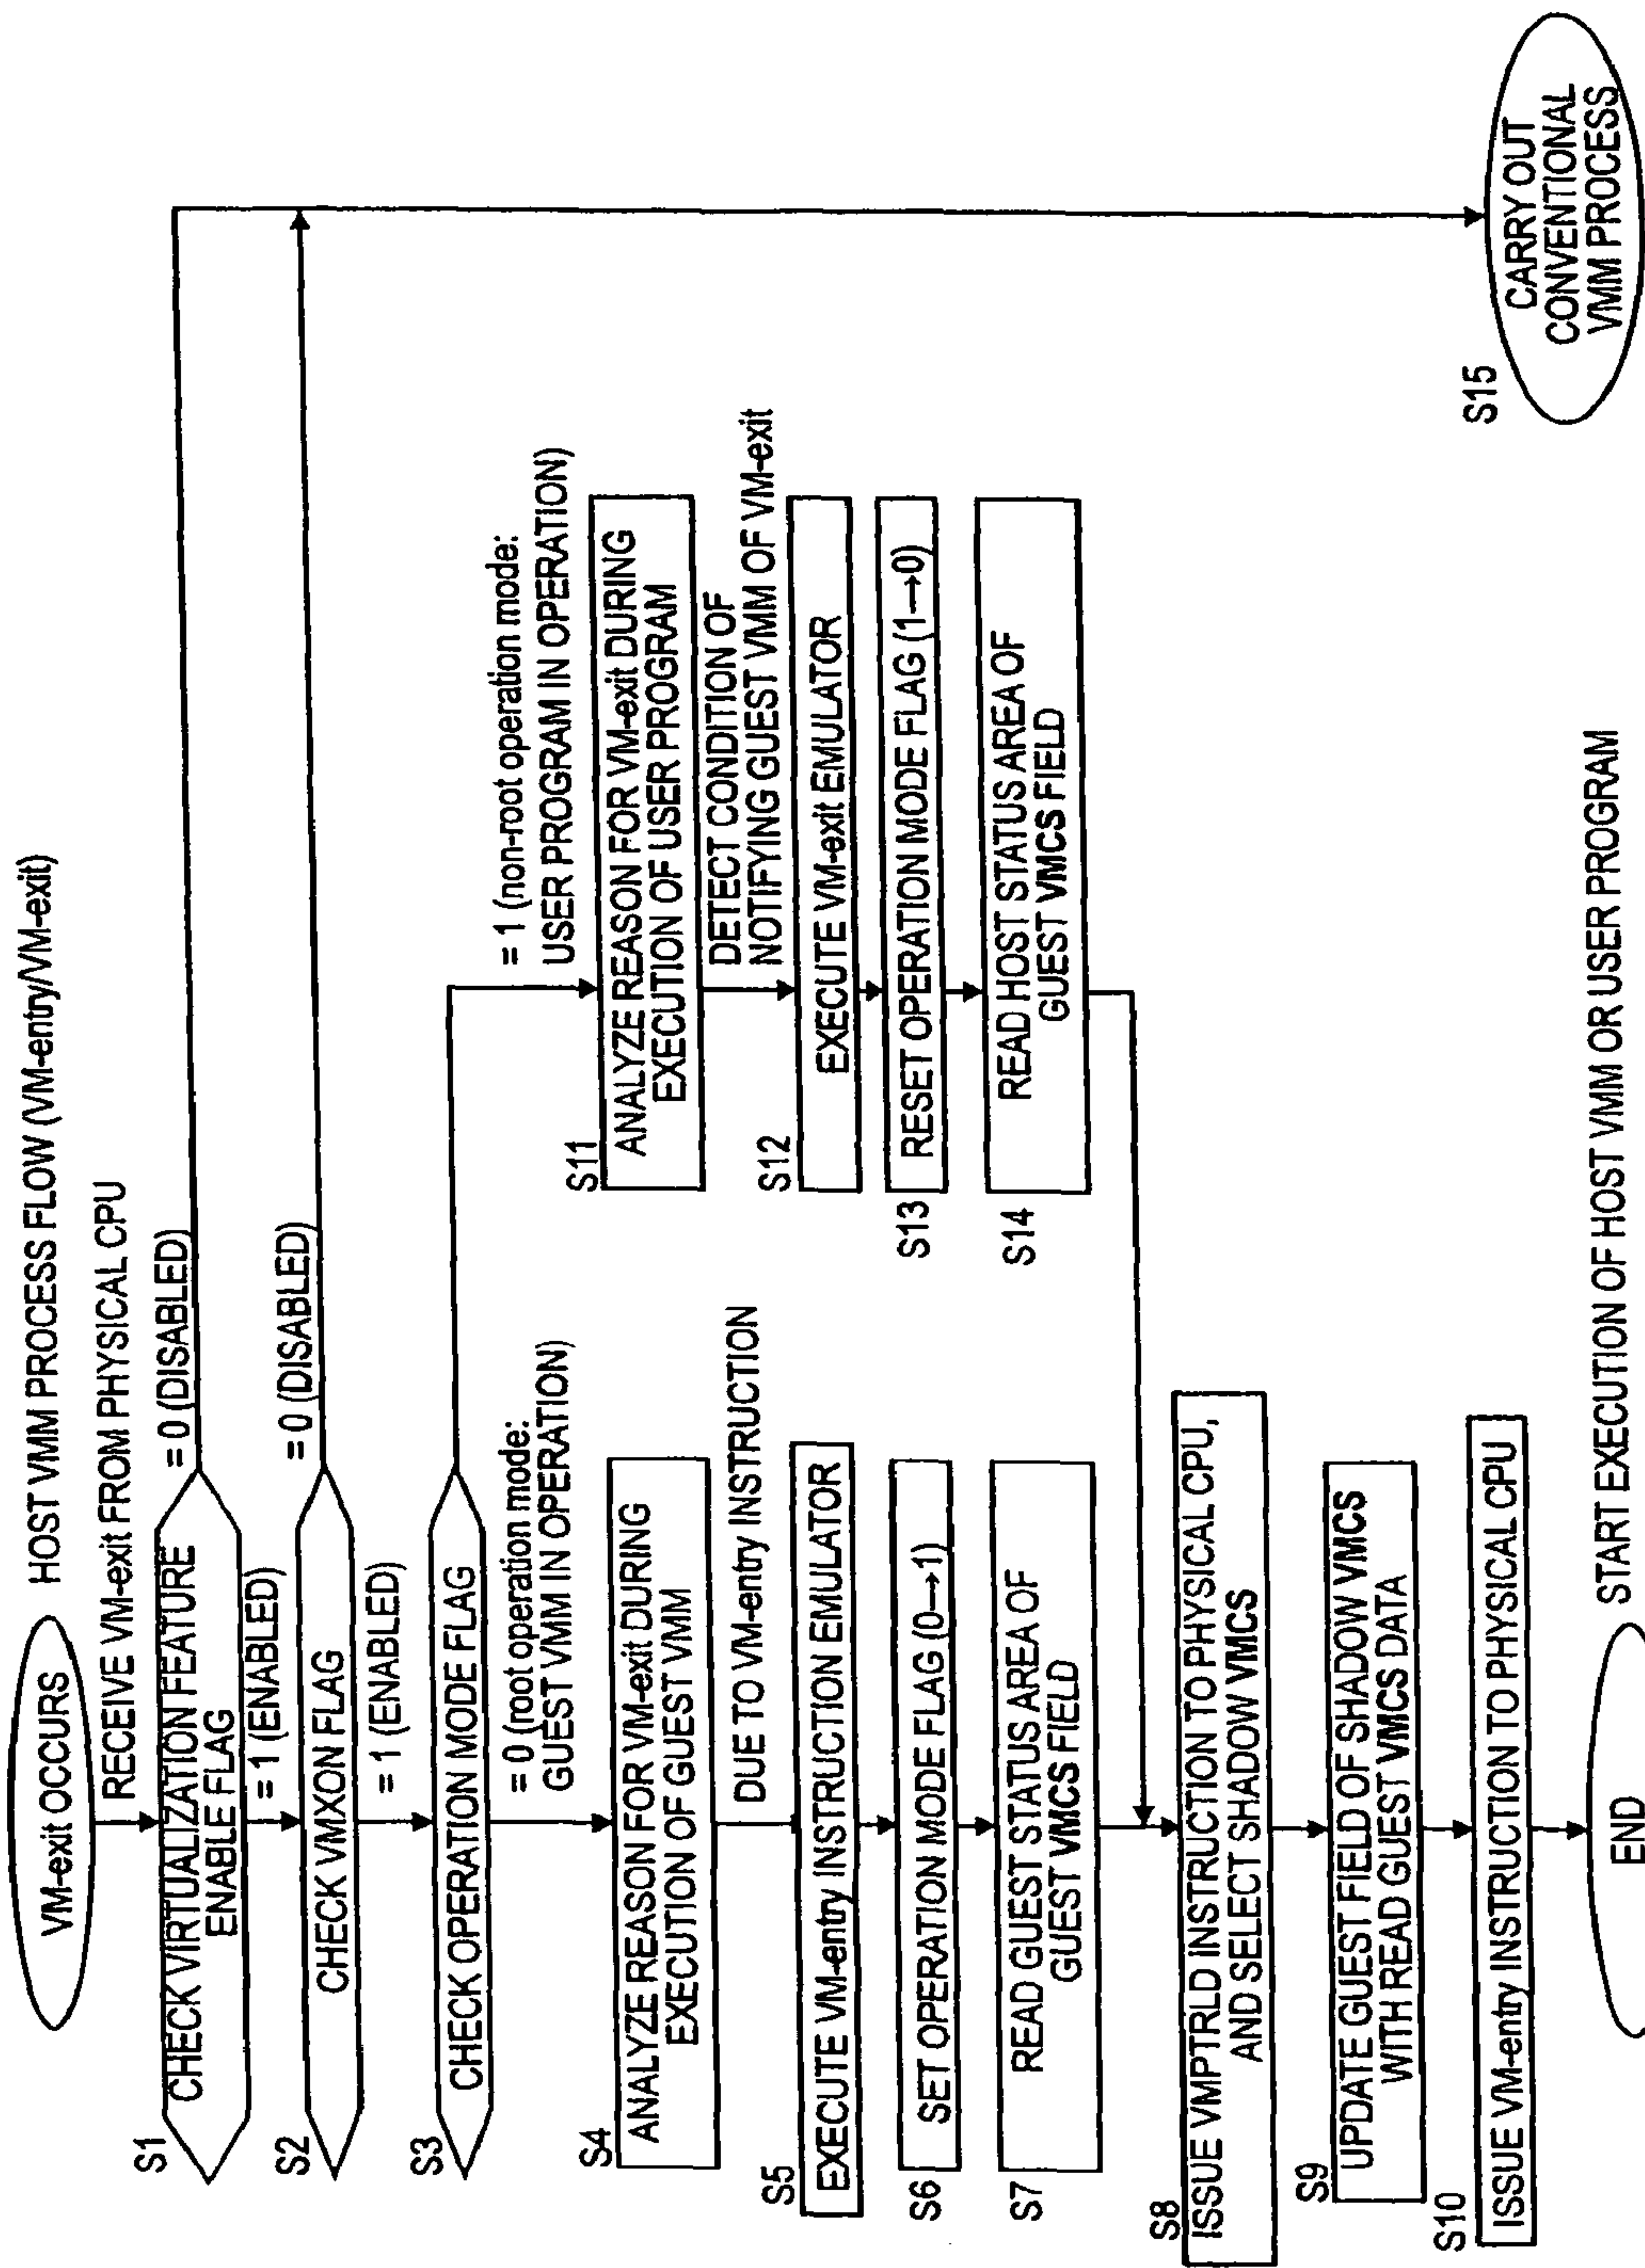 HOST VMM PROCESS FLOW (VM-entry/VM-exit)
VM-exit OCCURS
RECEIVE VM-exit FROM PHYSICAL CPU
S1
CHECK VIRTUALIZATION FEATURE
ENABLE FLAG
= 0 (DISABLED)
= 1 (ENABLED)
S2
CHECK VMXON FLAG
= 0 (DISABLED)
= 1 (ENABLED)
S3
CHECK OPERATION MODE FLAG
= 0 (root operation mode:
GUEST VMM IN OPERATION)
= 1 (non-root operation mode:
USER PROGRAM IN OPERATION)
S4
ANALYZE REASON FOR VM-exit DURING
EXECUTION OF GUEST VMM
DUE TO VM-entry INSTRUCTION
S5
EXECUTE VM-entry INSTRUCTION EMULATOR
S6
SET OPERATION MODE FLAG (0→1)
S7
READ GUEST STATUS AREA OF
GUEST VMCS FIELD
S11
ANALYZE REASON FOR VM-exit DURING
EXECUTION OF USER PROGRAM
DETECT CONDITION OF
NOTIFYING GUEST VMM OF VM-exit
S12
EXECUTE VM-exit EMULATOR
S13
RESET OPERATION MODE FLAG (1→0)
S14
READ HOST STATUS AREA OF
GUEST VMCS FIELD
S8
ISSUE VMPTRLD INSTRUCTION TO PHYSICAL CPU,
AND SELECT SHADOW VMCS
S9
UPDATE GUEST FIELD OF SHADOW VMCS
WITH READ GUEST VMCS DATA
S10
ISSUE VM-entry INSTRUCTION TO PHYSICAL CPU
S15
CARRY OUT
CONVENTIONAL
VMM PROCESS
END
START EXECUTION OF HOST VMM OR USER PROGRAM